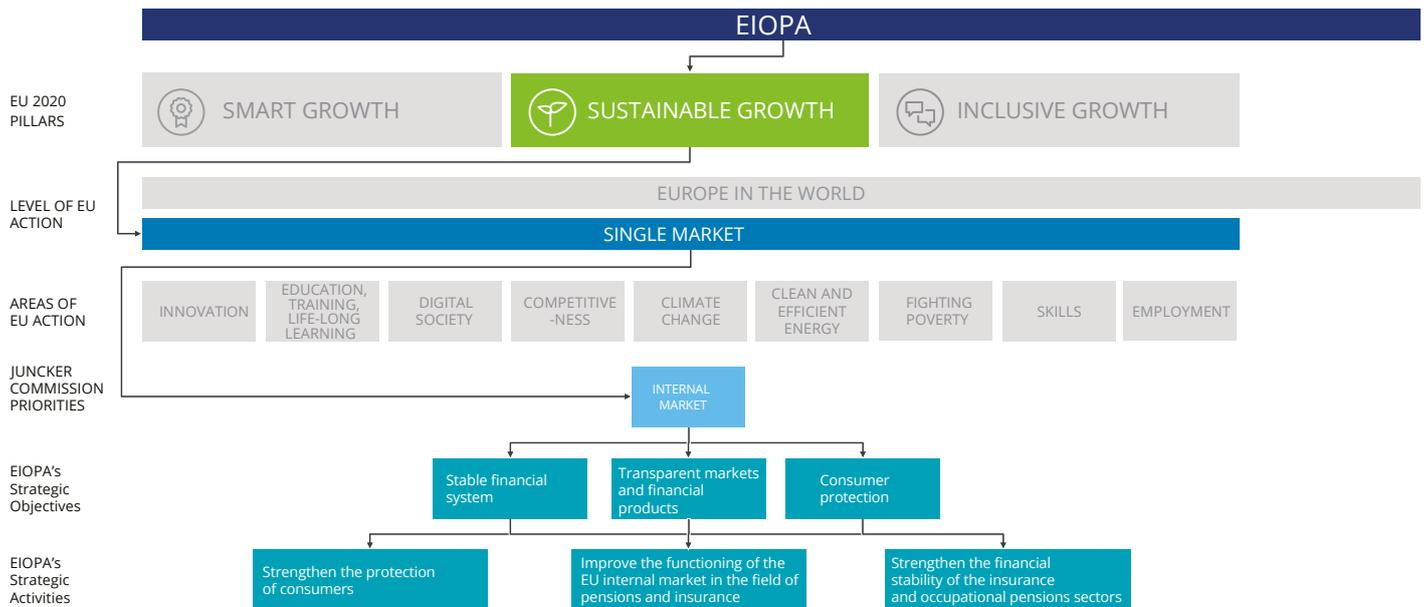 EIOPA
EU 2020
PILLARS
SMART GROWTH
SUSTAINABLE GROWTH
INCLUSIVE GROWTH
LEVEL OF EU
ACTION
EUROPE IN THE WORLD
SINGLE MARKET
AREAS OF
EU ACTION
INNOVATION
EDUCATION,
TRAINING,
LIFE-LONG
LEARNING
DIGITAL
SOCIETY
COMPETITIVE
-NESS
CLIMATE
CHANGE
CLEAN AND
EFFICIENT
ENERGY
FIGHTING
POVERTY
SKILLS
EMPLOYMENT
JUNCKER
COMMISSION
PRIORITIES
INTERNAL
MARKET
EIOPA’s
Strategic
Objectives
Stable financial
system
Transparent markets
and financial
products
Consumer
protection
EIOPA’s
Strategic
Activities
Strengthen the protection
of consumers
Improve the functioning of the
EU internal market in the field of
pensions and insurance
Strengthen the financial
stability of the insurance
and occupational pensions sectors